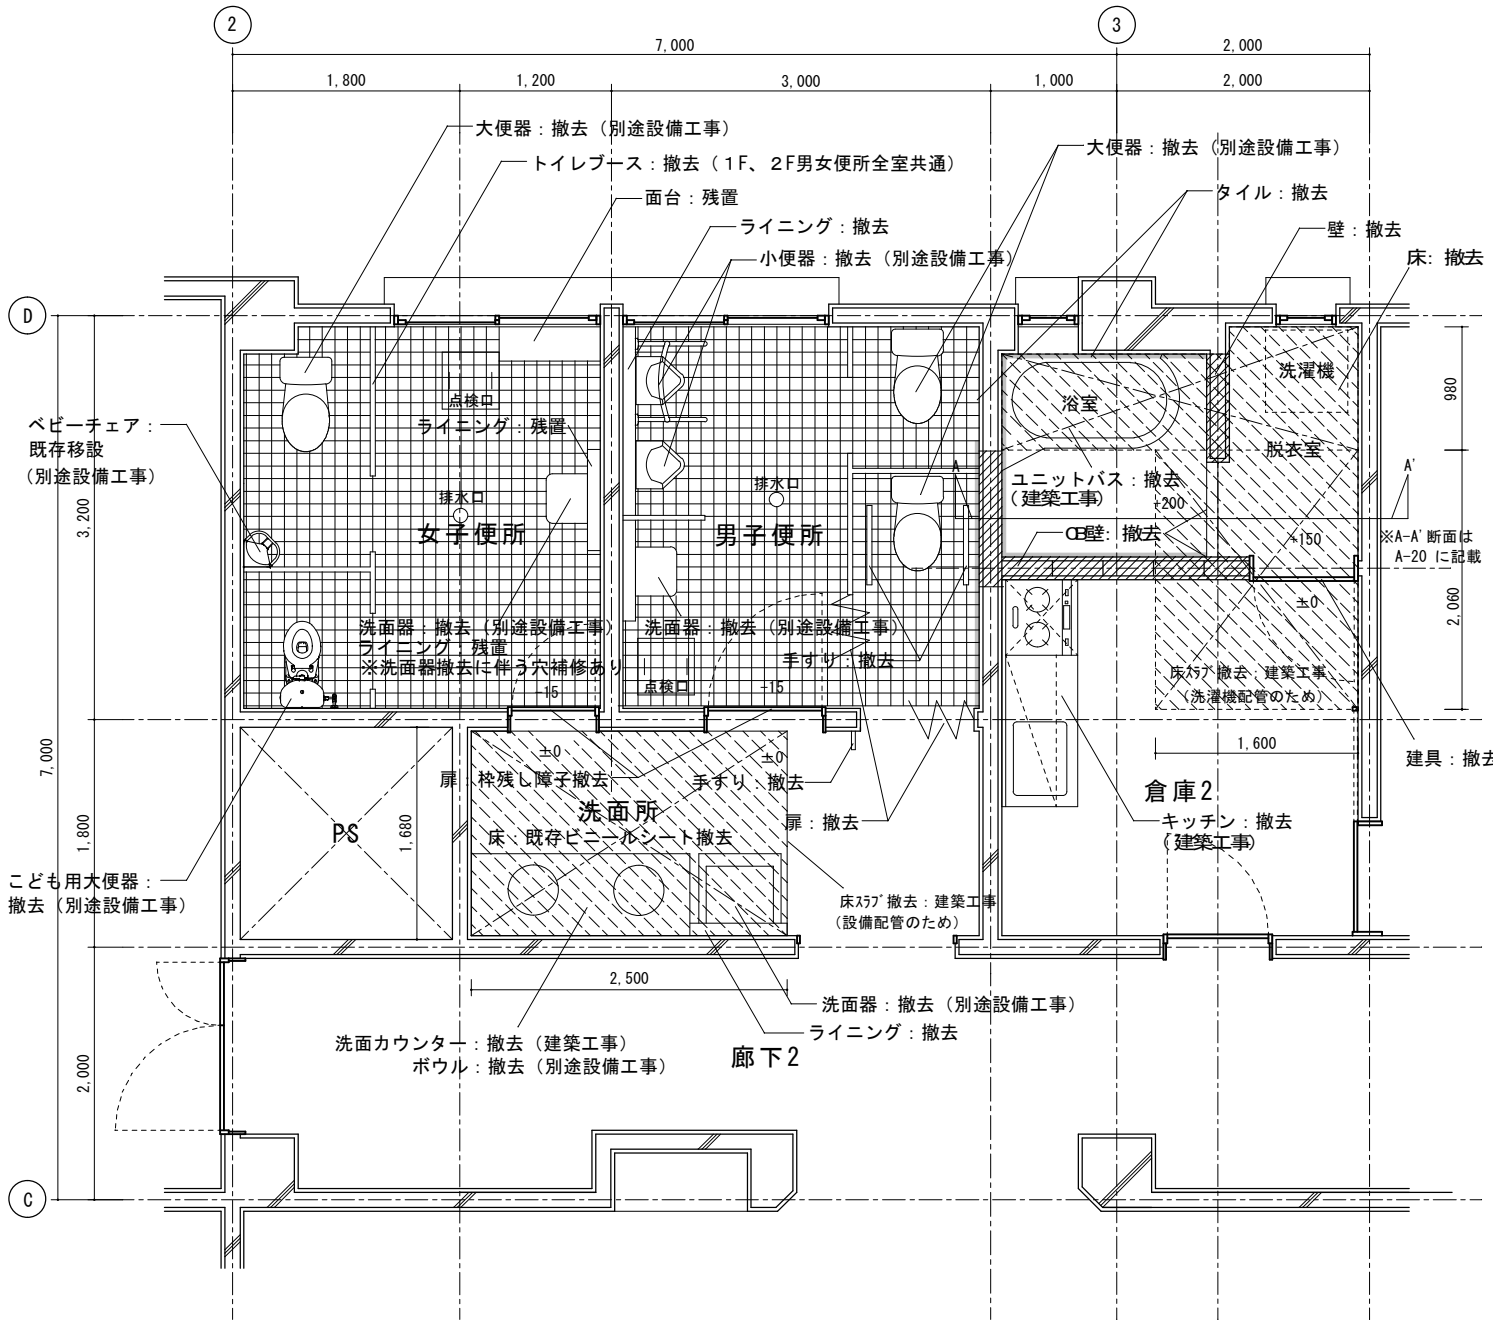 2
3
7,000
2,000
1,800
1,200
3,000
1,000
2,000
大便器：撤去（別途設備工事）
トイレブース：撤去（１F、２F男女便所全室共通）
面台：残置
ライニング：撤去
小便器：撤去（別途設備工事）
大便器：撤去（別途設備工事）
タイル：撤去
壁：撤去
床：撤去
D
洗濯機
980
点検口
浴室
ベビーチェア：
既存移設
（別途設備工事）
ライニング：残置
脱衣室
A
A'
ユニットバス：撤去
（建築工事）
排水口
排水口
+200
3,200
女子便所
男子便所
CB壁：撤去
+150
※A-A'断面は
A-20 に記載
±0
2,060
洗面器：撤去（別途設備工事）
ライニング：残置
※洗面器撤去に伴う穴補修あり
洗面器：撤去（別途設備工事）
手すり：撤去
点検口
-15
-15
床ｽﾗﾌﾞ撤去：建築工事
（洗濯機配管のため）
7,000
±0
±0
1,600
建具：撤去
扉：枠残し障子撤去
手すり：撤去
倉庫2
洗面所
PS
1,680
1,800
床：既存ビニールシート撤去
扉：撤去
キッチン：撤去
（建築工事）
こども用大便器：
撤去（別途設備工事）
床ｽﾗﾌﾞ撤去：建築工事
（設備配管のため）
2,500
洗面器：撤去（別途設備工事）
ライニング：撤去
洗面カウンター：撤去（建築工事）
ボウル：撤去（別途設備工事）
廊下2
2,000
C